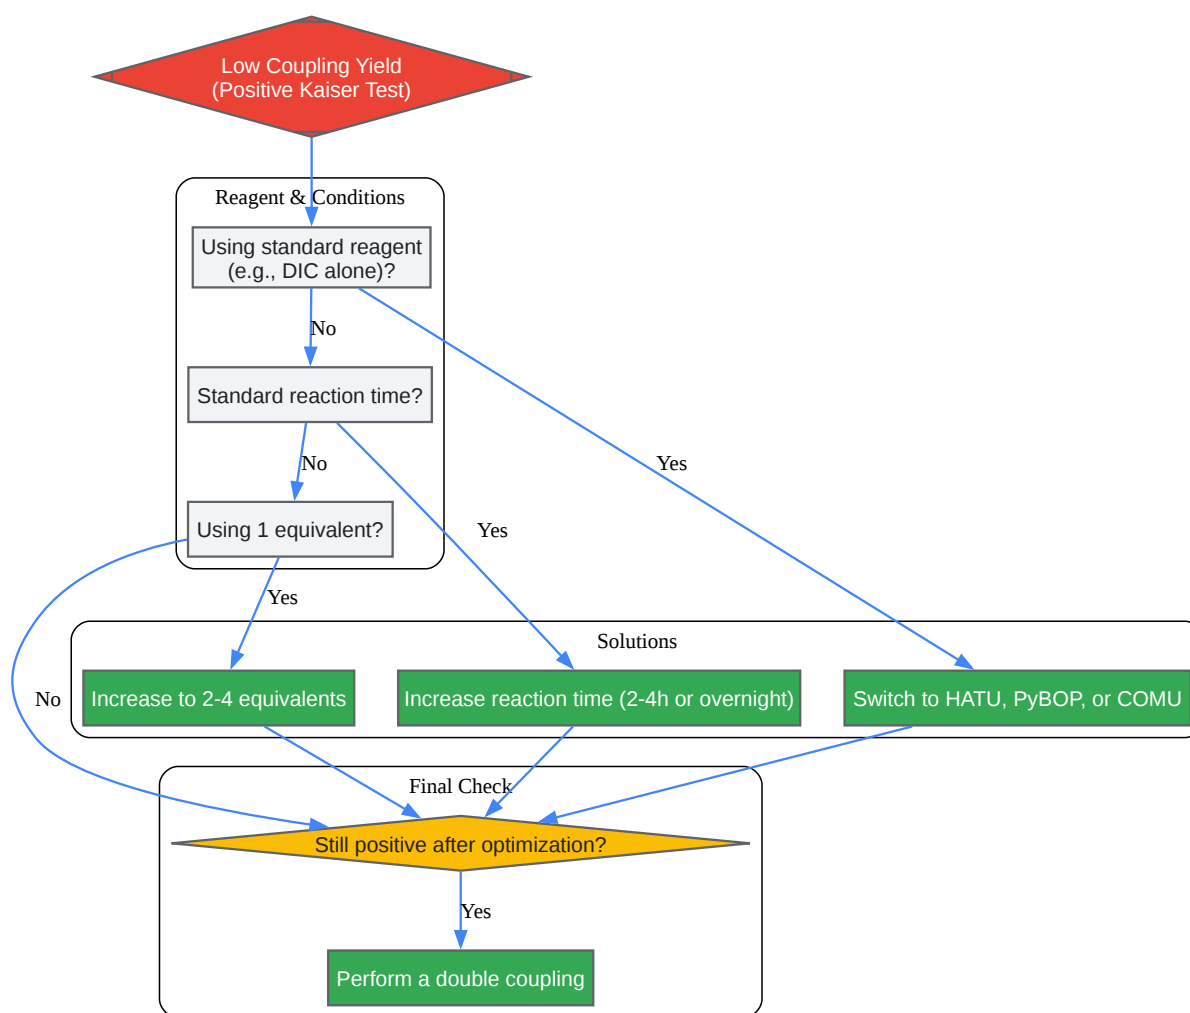 Low Coupling Yield
(Positive Kaiser Test)
Reagent & Conditions
Using standard reagent
(e.g., DIC alone)?
No
Standard reaction time?
No
Yes
Using 1 equivalent?
Yes
Yes
Solutions
No
Increase to 2-4 equivalents
Increase reaction time (2-4h or overnight)
Switch to HATU, PyBOP, or COMU
Final Check
Still positive after optimization?
Yes
Perform a double coupling